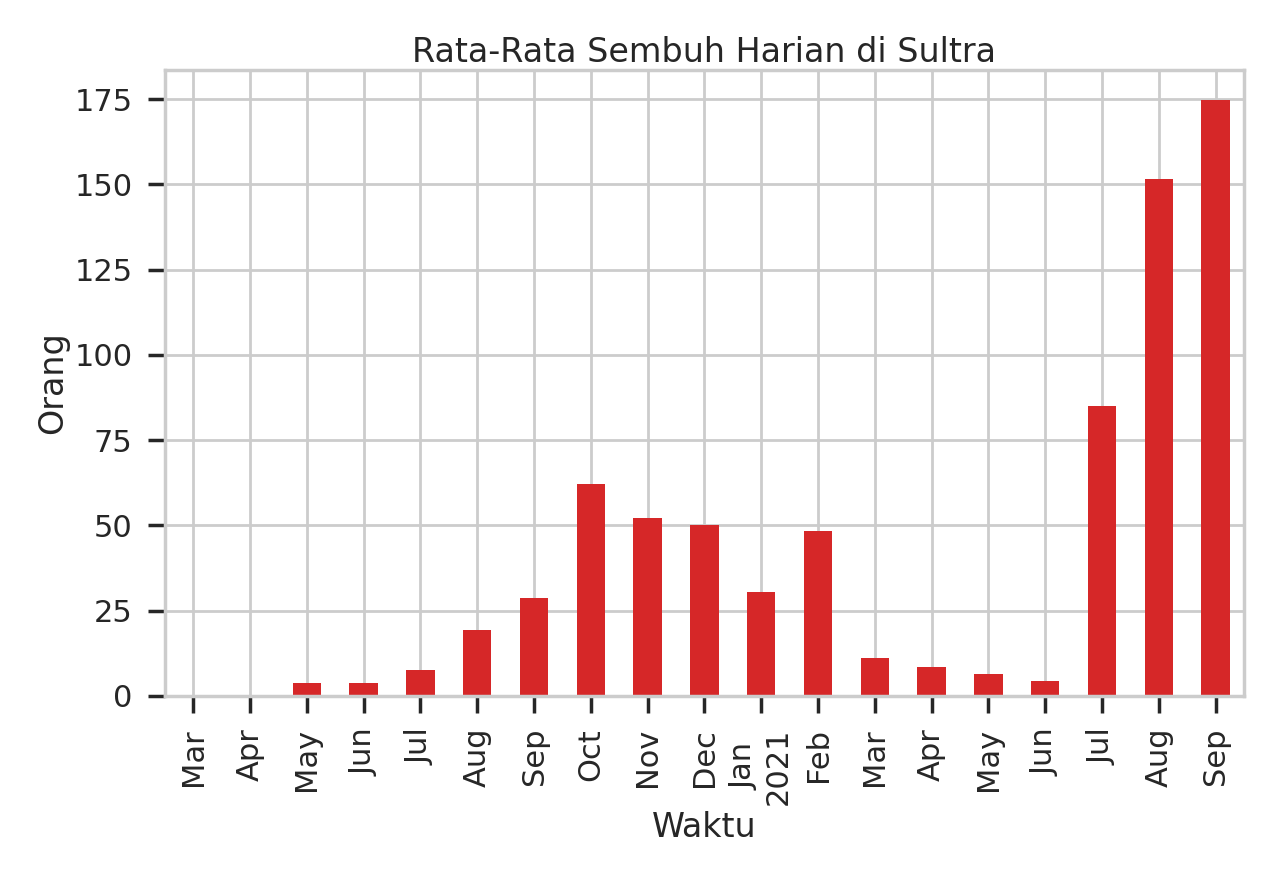 Rata-Rata Sembuh Harian di Sultra
Orang
175
150
125
100
75
50
25
0
Mar
Apr
May
Jun
Jul
Aug
Sep
Oct
Nov
Dec
Jan
2021
Feb
Mar
Apr
May
Jun
Jul
Aug
Sep
Waktu